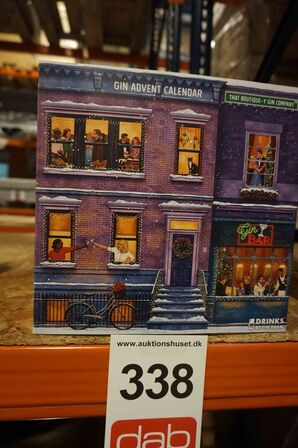 GIN ADVENT CALENDAR
THAT BOUTIQUE-Y GIN COMPANY
Gin
BAR
DRINKS
www.auktionshuset.dk
338
dab